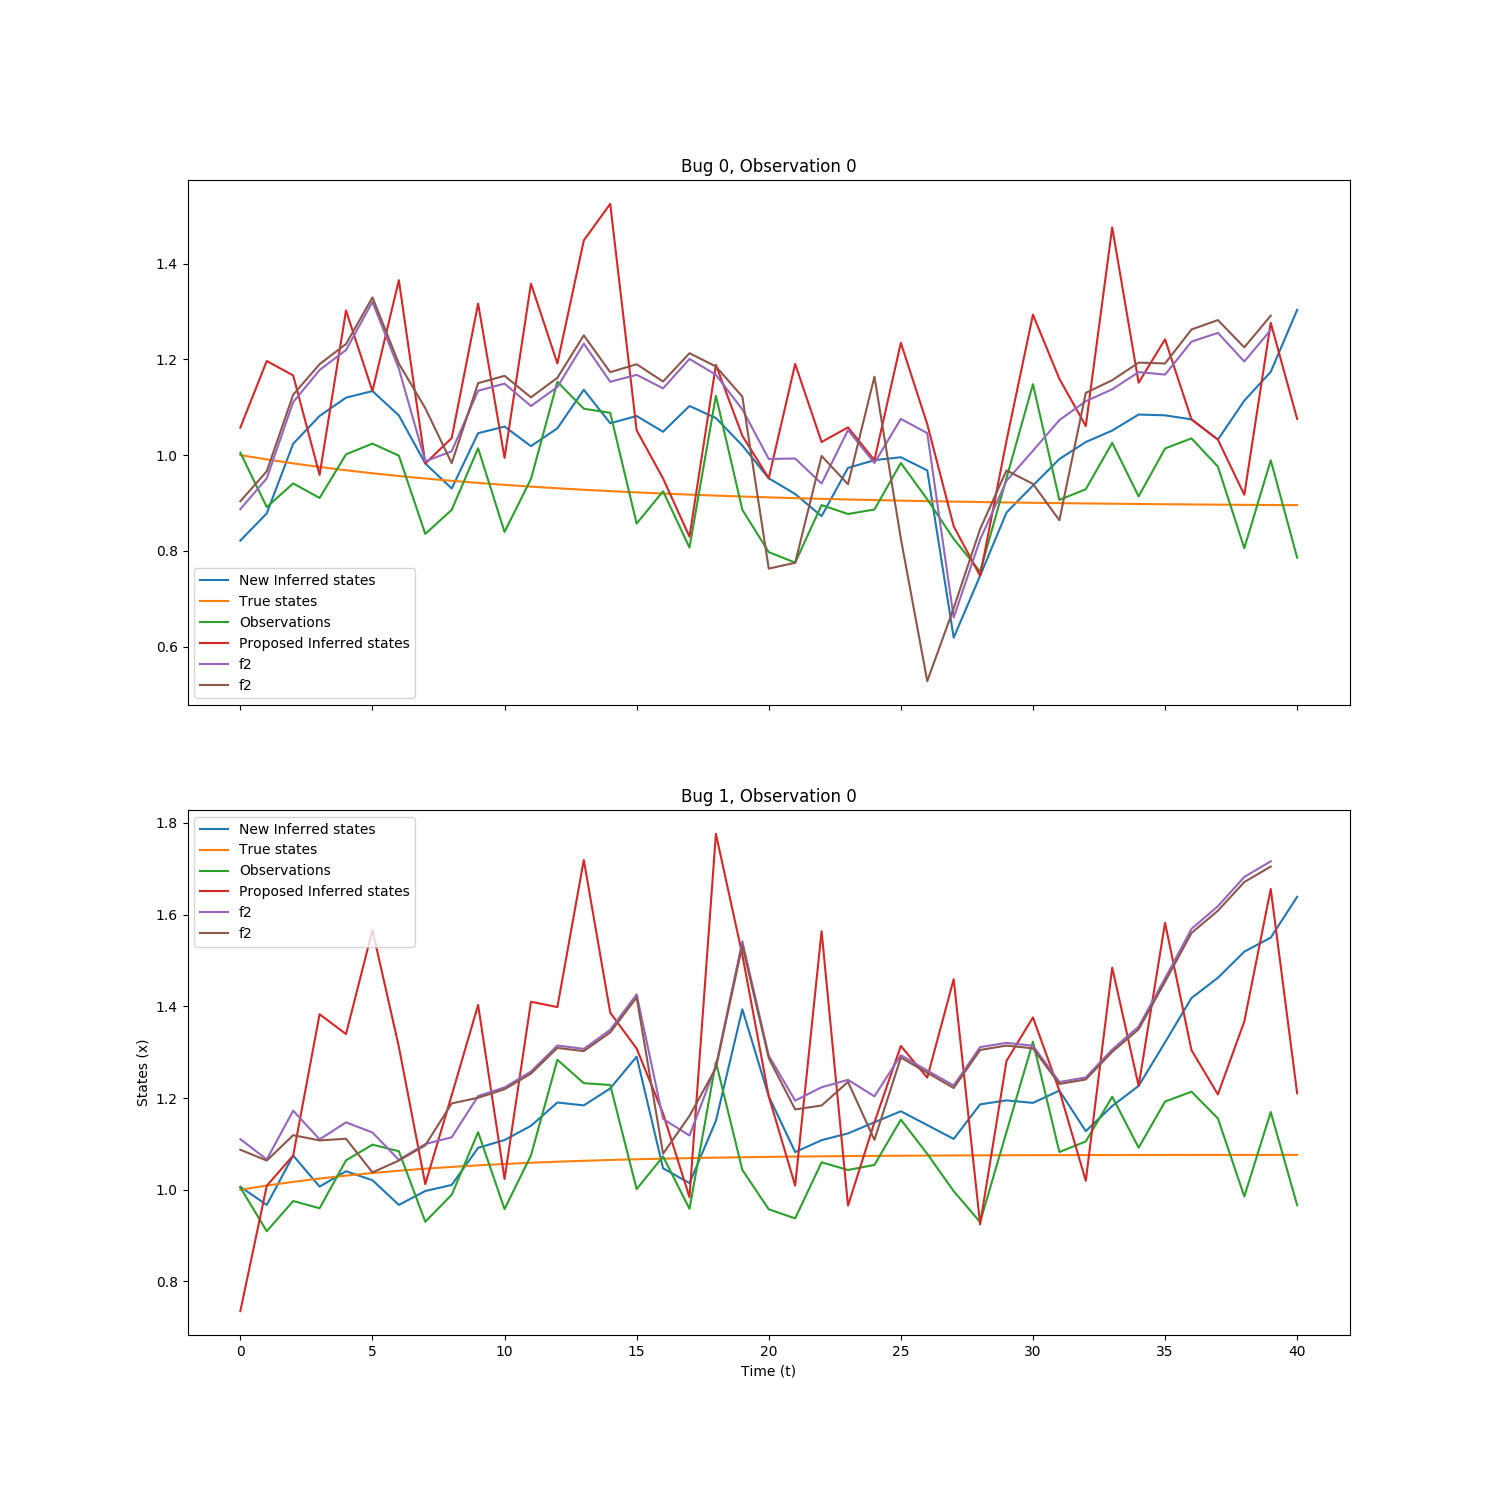 Bug 0, Observation 0
1.4
1.2
1.0
0.8
0.6
New Inferred states
True states
Observations
Proposed Inferred states
f2
f2
Bug 1, Observation 0
1.8
1.6
1.4
1.2
1.0
0.8
States (x)
New Inferred states
True states
Observations
Proposed Inferred states
f2
f2
0 5 10 15 20 25 30 35 40
Time (t)